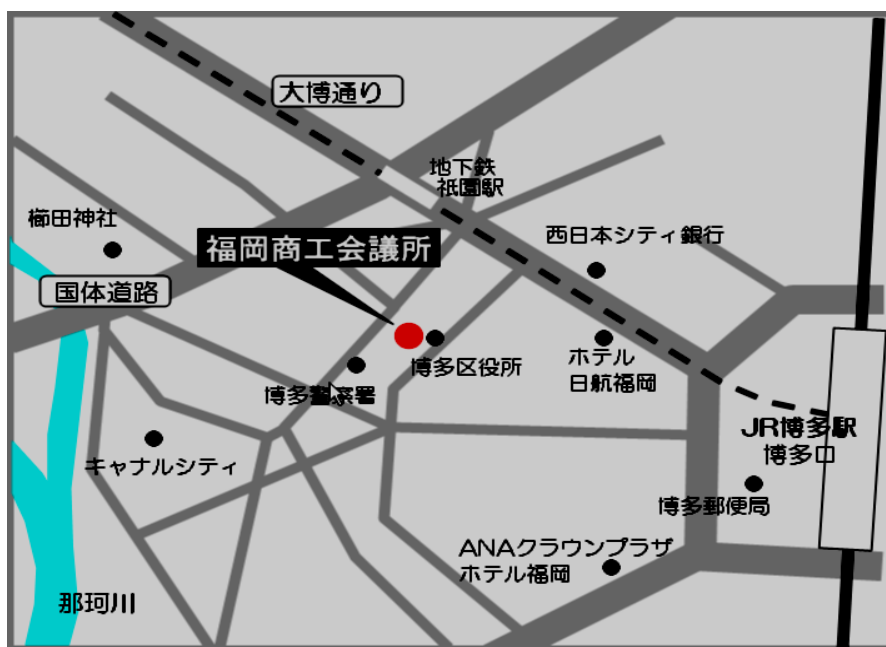 大博通り
地下鉄
祇園駅
櫛田神社
福岡商工会議所
西日本シティ銀行
国体道路
博多区役所
ホテル
日航福岡
博多警察署
JR博多駅
博多口
キャナルシティ
博多郵便局
ANAクラウンプラザ
ホテル福岡
那珂川